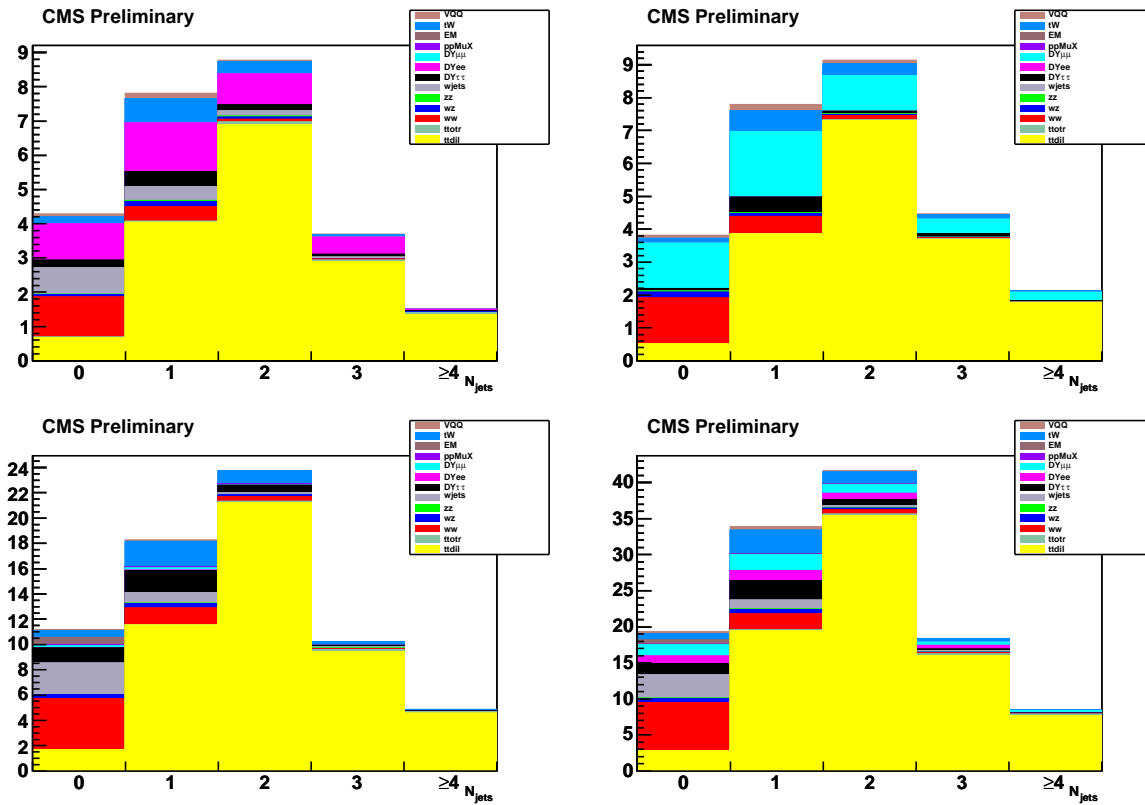 CMS Preliminary
VQQ
tW
EM
ppMuX
DYμμ
DYee
DYττ
wjets
zz
wz
ww
ttotr
ttdil
9
8
7
6
5
4
3
2
1
0
0 1 2 3 ≥4 N_jets
CMS Preliminary
VQQ
tW
EM
ppMuX
DYμμ
DYee
DYττ
wjets
zz
wz
ww
ttotr
ttdil
9
8
7
6
5
4
3
2
1
0
0 1 2 3 ≥4 N_jets
CMS Preliminary
VQQ
tW
EM
ppMuX
DYμμ
DYee
DYττ
wjets
zz
wz
ww
ttotr
ttdil
24
22
20
18
16
14
12
10
8
6
4
2
0
0 1 2 3 ≥4 N_jets
CMS Preliminary
VQQ
tW
EM
ppMuX
DYμμ
DYee
DYττ
wjets
zz
wz
ww
ttotr
ttdil
40
35
30
25
20
15
10
5
0
0 1 2 3 ≥4 N_jets